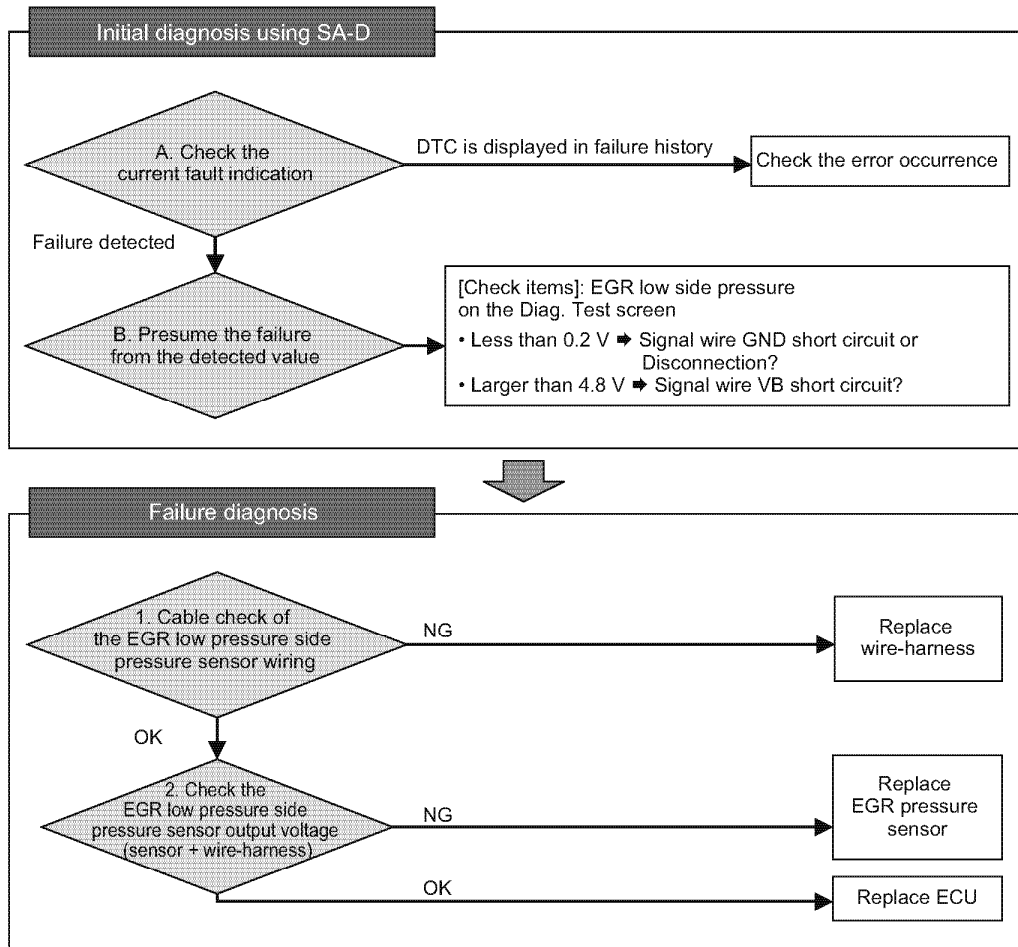 Initial diagnosis using SA-D
A. Check the
current fault indication
DTC is displayed in failure history
Check the error occurrence
Failure detected
B. Presume the failure
from the detected value
[Check items]: EGR low side pressure
on the Diag. Test screen
• Less than 0.2 V ➡ Signal wire GND short circuit or
Disconnection?
• Larger than 4.8 V ➡ Signal wire VB short circuit?
Failure diagnosis
1. Cable check of
the EGR low pressure side
pressure sensor wiring
NG
Replace
wire-harness
OK
2. Check the
EGR low pressure side
pressure sensor output voltage
(sensor + wire-harness)
NG
Replace
EGR pressure
sensor
OK
Replace ECU